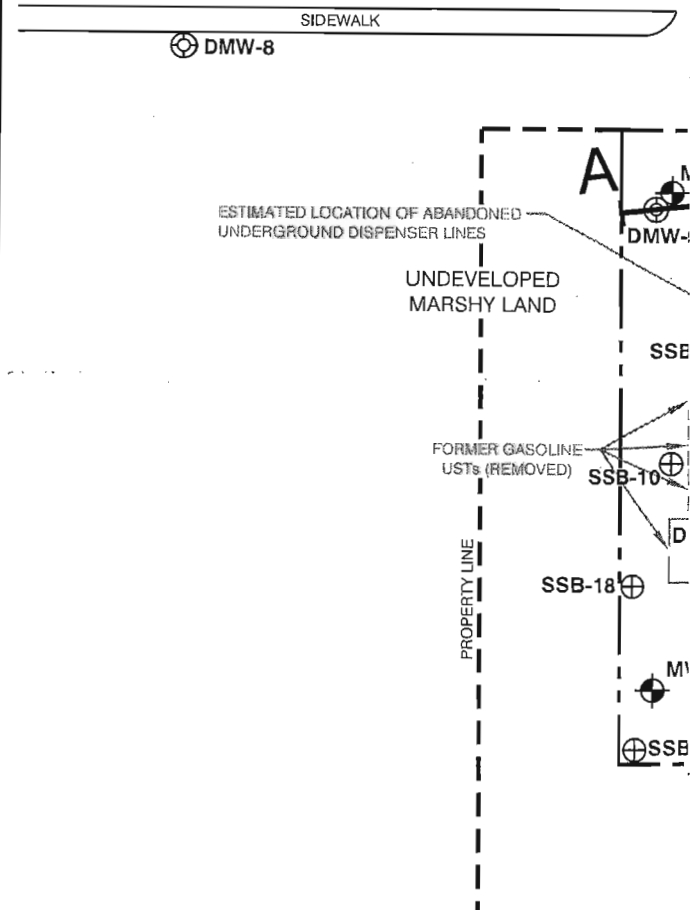 SIDEWALK
DMW-8
A
ESTIMATED LOCATION OF ABANDONED
UNDERGROUND DISPENSER LINES
DMW-
UNDEVELOPED
MARSHY LAND
SSB
FORMER GASOLINE
USTs (REMOVED)
SSB-10
D
PROPERTY LINE
SSB-18
SSB